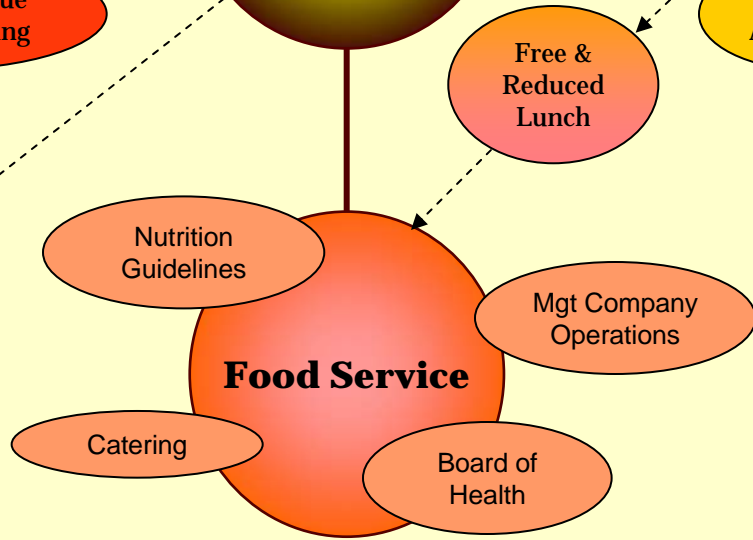 Free &
Reduced
Lunch
Nutrition
Guidelines
Mgt Company
Operations
Food Service
Catering
Board of
Health